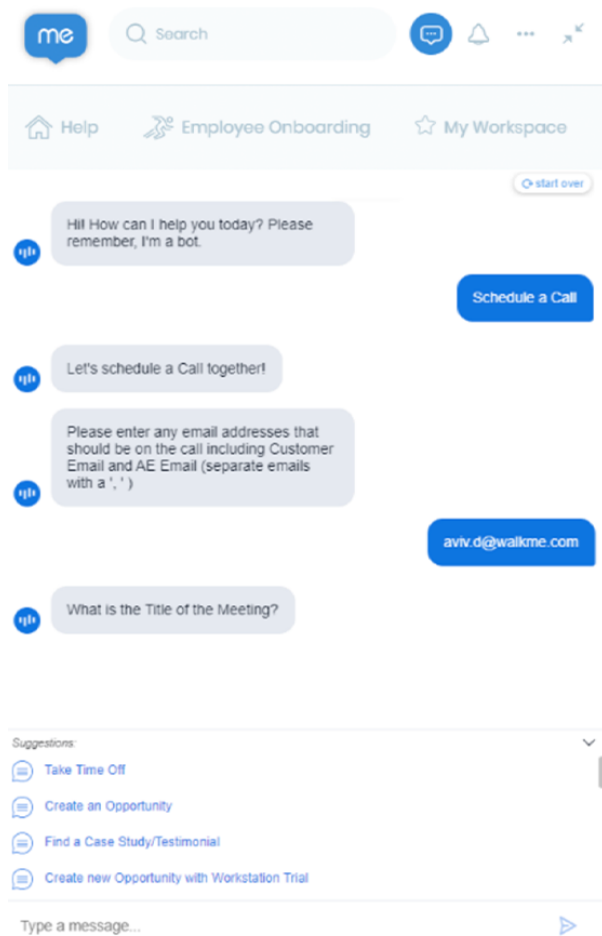 me
Search
Help
Employee Onboarding
My Workspace
start over
Hi! How can I help you today? Please
remember, I'm a bot.
Schedule a Call
Let's schedule a Call together!
Please enter any email addresses that
should be on the call including Customer
Email and AE Email (separate emails
with a ', ' )
aviv.d@walkme.com
What is the Title of the Meeting?
Suggestions:
Take Time Off
Create an Opportunity
Find a Case Study/Testimonial
Create new Opportunity with Workstation Trial
Type a message...